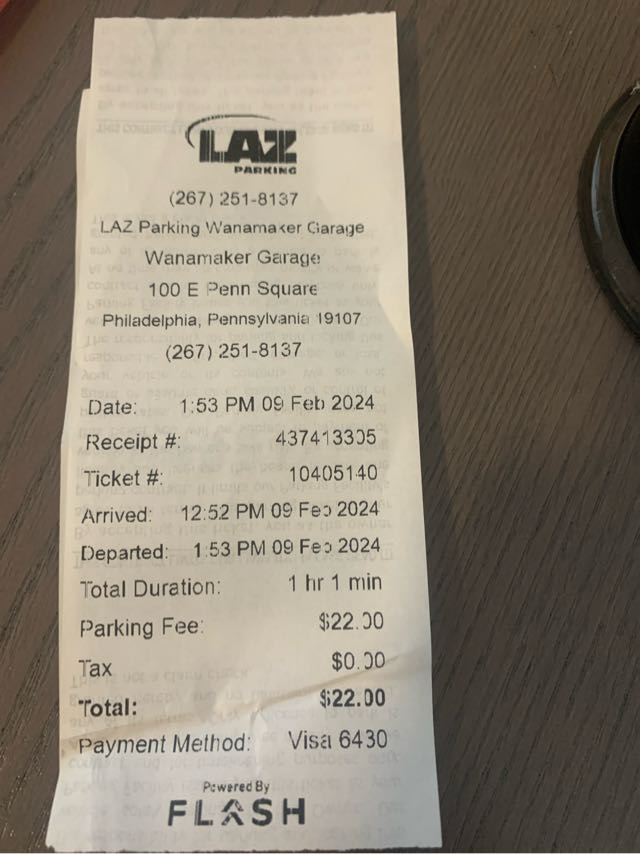 LAZ
PARKING
(267) 251-8137
LAZ Parking Wanamaker Garage
Wanamaker Garage
100 E Penn Square
Philadelphia, Pennsylvania 19107
(267) 251-8137
Date: 1:53 PM 09 Feb 2024
Receipt #: 437413305
Ticket #: 10405140
Arrived: 12:52 PM 09 Feb 2024
Departed: 1:53 PM 09 Feb 2024
Total Duration: 1 hr 1 min
Parking Fee: $22.00
Tax $0.00
Total: $22.00
Payment Method: Visa 6430
Powered By
FLASH